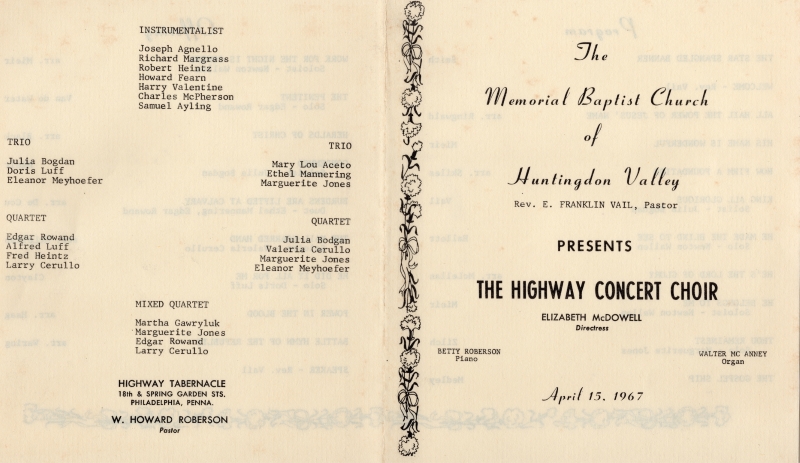 INSTRUMENTALIST
Joseph Agnello
Richard Margrass
Robert Heintz
Howard Fearn
Harry Valentine
Charles McPherson
Samuel Ayling
TRIO
Julia Bogdan
Doris Luff
Eleanor Meyhoefer
TRIO
Mary Lou Aceto
Ethel Mannering
Marguerite Jones
QUARTET
Edgar Rowand
Alfred Luff
Fred Heintz
Larry Cerullo
QUARTET
Julia Bodgan
Valeria Cerullo
Marguerite Jones
Eleanor Meyhoefer
MIXED QUARTET
Martha Gawryluk
Marguerite Jones
Edgar Rowand
Larry Cerullo
HIGHWAY TABERNACLE
18th & SPRING GARDEN STS.
PHILADELPHIA, PENNA.
W. HOWARD ROBERSON
Pastor
The
Memorial Baptist Church
of
Huntingdon Valley
Rev. E. FRANKLIN VAIL, Pastor
PRESENTS
THE HIGHWAY CONCERT CHOIR
ELIZABETH McDOWELL
Directress
BETTY ROBERSON
Piano
WALTER MC ANNEY
Organ
April 15, 1967